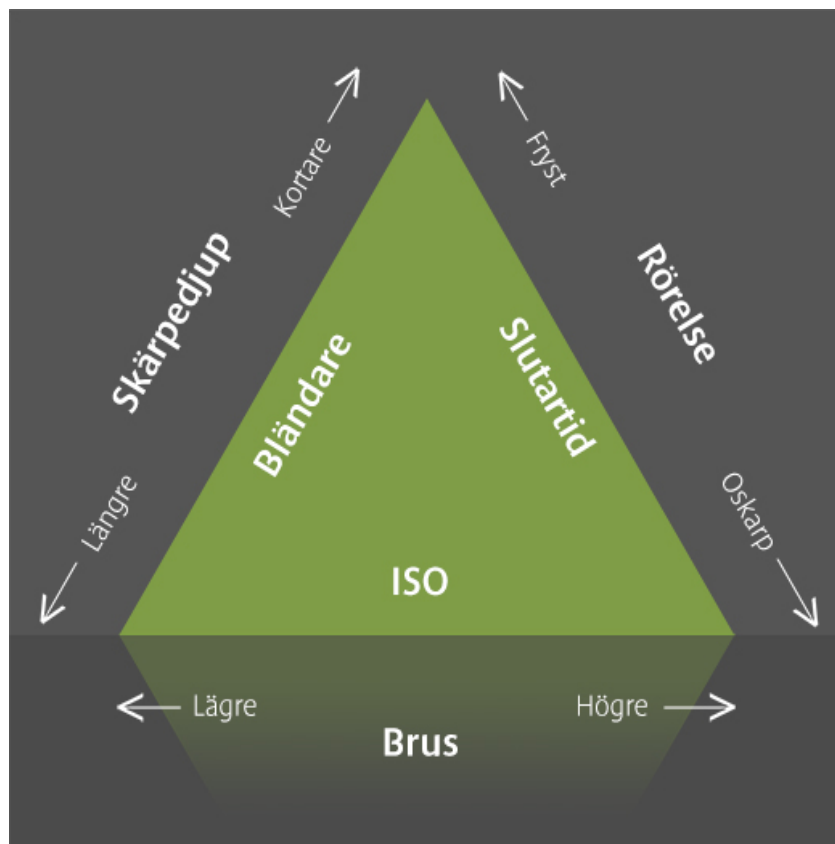 Kortare
Skärpedjup
Längre
Bländare
Fryst
Rörelse
Oskarp
Slutartid
ISO
Lägre
Högre
Brus